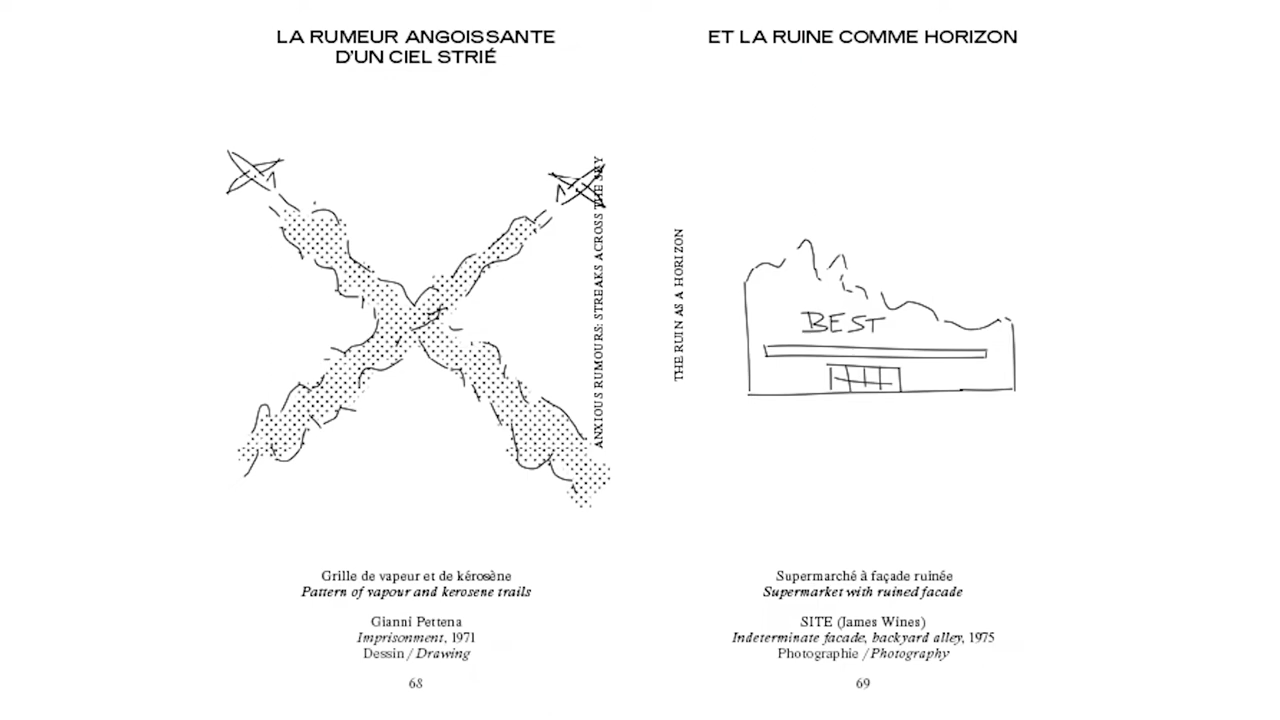 LA RUMEUR ANGOISSANTE
D'UN CIEL STRIÉ
ANXIOUS RUMOURS: STREAKS ACROSS THE SKY
Grille de vapeur et de kérosène
Pattern of vapour and kerosene trails
Gianni Pettena
Imprisonment, 1971
Dessin / Drawing
68
ET LA RUINE COMME HORIZON
THE RUIN AS A HORIZON
BEST
Supermarché à façade ruinée
Supermarket with ruined facade
SITE (James Wines)
Indeterminate facade, backyard alley, 1975
Photographie / Photography
69